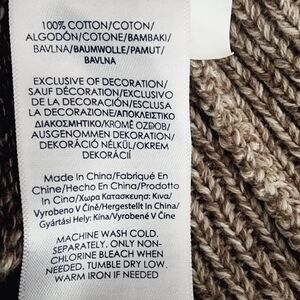 100% COTTON/COTON/
ALGODÓN/COTONE/BAMBAKI/
BAVLNA/BAUMWOLLE/PAMUT/
BAVLNA
EXCLUSIVE OF DECORATION/
SAUF DÉCORATION/EXCLUSIVO
DE LA DECORACIÓN/ESCLUSA
LA DECORAZIONE/ΑΠΟΚΛΕΙΣΤΙΚΟ
ΔΙΑΚΟΣΜΗΤΙΚΟ/KROMĚ OZDOB/
AUSGENOMMEN DEKORATION/
DEKORÁCIÓ NÉLKÜL/OKREM
DEKORÁCIÍ
Made In China/Fabriqué En
Chine/Hecho En China/Prodotto
In Cina/Χωρα Κατασκευη: Κινα/
Vyrobeno V Číně/Hergestellt In China/
Gyártási Hely: Kína/Vyrobené V Číne
MACHINE WASH COLD,
SEPARATELY. ONLY NON-
CHLORINE BLEACH WHEN
NEEDED. TUMBLE DRY LOW.
WARM IRON IF NEEDED